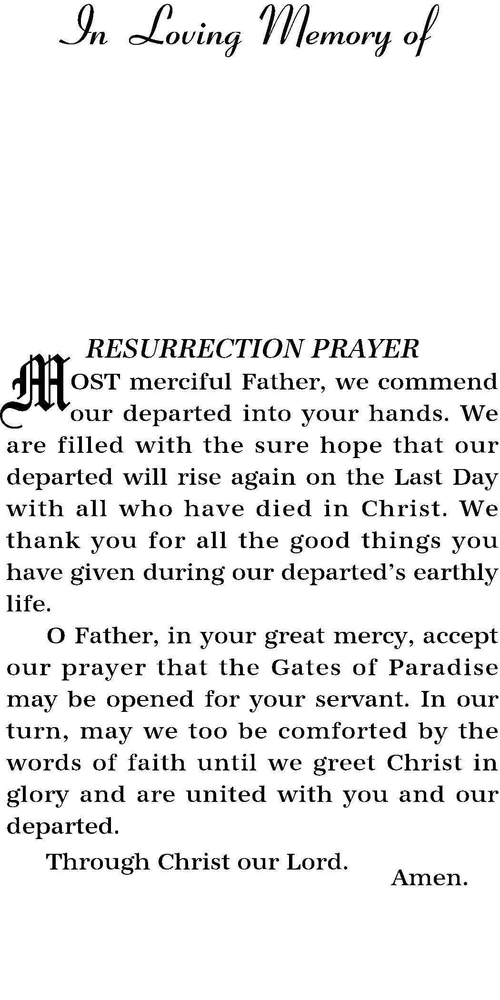 In Loving Memory of
RESURRECTION PRAYER
MOST merciful Father, we commend
our departed into your hands. We
are filled with the sure hope that our
departed will rise again on the Last Day
with all who have died in Christ. We
thank you for all the good things you
have given during our departed’s earthly
life.
O Father, in your great mercy, accept
our prayer that the Gates of Paradise
may be opened for your servant. In our
turn, may we too be comforted by the
words of faith until we greet Christ in
glory and are united with you and our
departed.
Through Christ our Lord.
Amen.